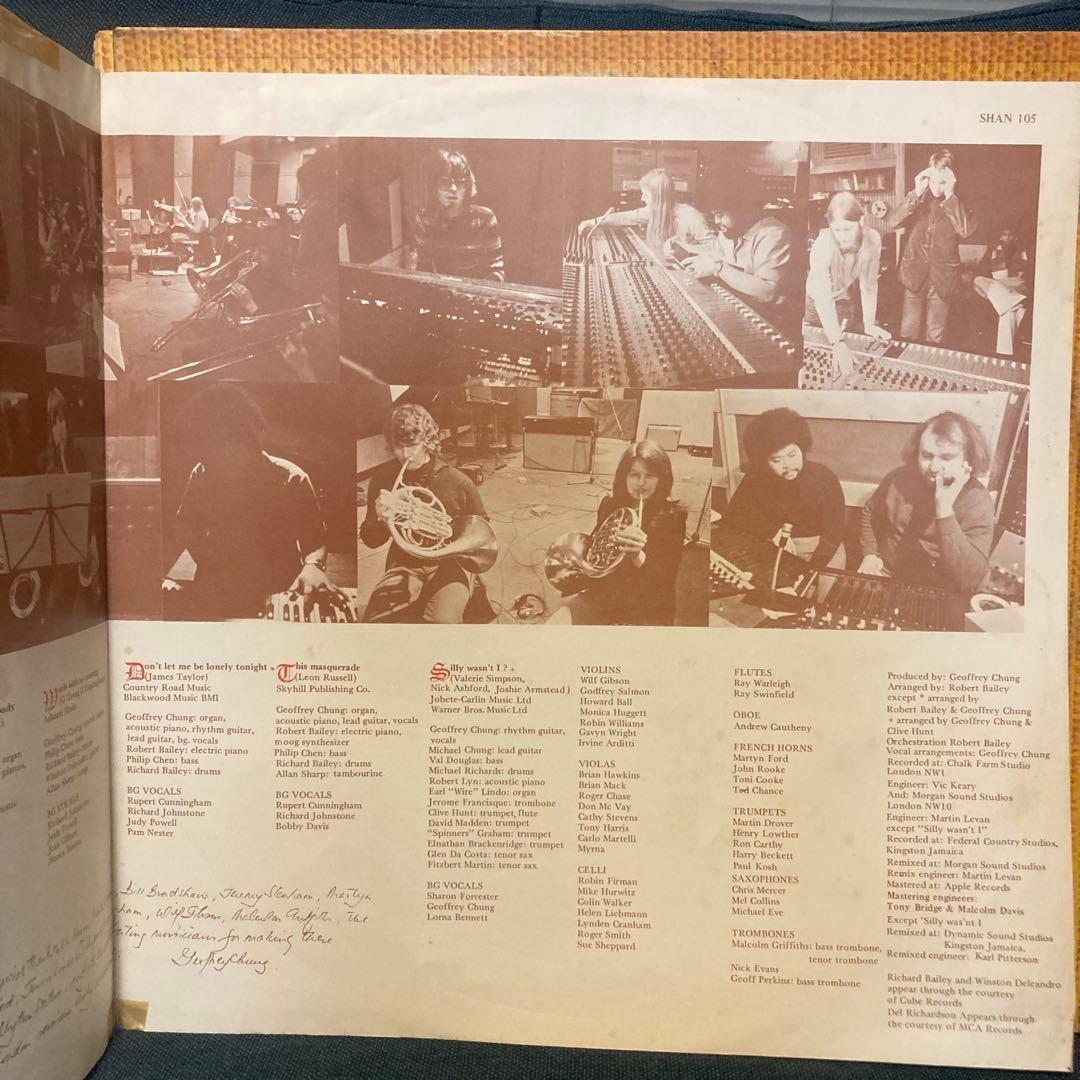 SHAN 105
Don't let me be lonely tonight *
(James Taylor)
Country Road Music
Blackwood Music BMI
Geoffrey Chung: organ,
acoustic piano, rhythm guitar,
lead guitar, bg. vocals
Robert Bailey: electric piano
Philip Chen: bass
Richard Bailey: drums
BG VOCALS
Rupert Cunningham
Richard Johnstone
Judy Powell
Pam Nester
This masquerade
(Leon Russell)
Skyhill Publishing Co.
Geoffrey Chung: organ,
acoustic piano, lead guitar, vocals
Robert Bailey: electric piano,
moog synthesizer
Philip Chen: bass
Richard Bailey: drums
Allan Sharp: tambourine
BG VOCALS
Rupert Cunningham
Richard Johnstone
Bobby Davis
Silly wasn't I ? +
(Valerie Simpson,
Nick Ashford, Joshie Armstead)
Jobete-Carlin Music Ltd
Warner Bros. Music Ltd
Geoffrey Chung: rhythm guitar,
vocals
Michael Chung: lead guitar
Val Douglas: bass
Michael Richards: drums
Robert Lyn: acoustic piano
Earl "Wire" Lindo: organ
Jerome Francisque: trombone
Clive Hunt: trumpet, flute
David Madden: trumpet
"Spinners" Graham: trumpet
Elnathan Brackenridge: trumpet
Glen Da Costa: tenor sax
Fitzbert Martin: tenor sax
BG VOCALS
Sharon Forrester
Geoffrey Chung
Lorna Bennett
VIOLINS
Wilf Gibson
Godfrey Salmon
Howard Ball
Monica Huggett
Robin Williams
Gavyn Wright
Irvine Arditti
VIOLAS
Brian Hawkins
Brian Mack
Roger Chase
Don Mc Vay
Cathy Stevens
Tony Harris
Carlo Martelli
Myrna
CELLI
Robin Firman
Mike Hurwitz
Colin Walker
Helen Liebmann
Lynden Cranham
Roger Smith
Sue Sheppard
FLUTES
Ray Warleigh
Ray Swinfield
OBOE
Andrew Cautheny
FRENCH HORNS
Martyn Ford
John Rooke
Toni Cooke
Ted Chance
TRUMPETS
Martin Drover
Henry Lowther
Ron Carthy
Harry Beckett
Paul Kosh
SAXOPHONES
Chris Mercer
Mel Collins
Michael Eve
TROMBONES
Malcolm Griffiths: bass trombone,
tenor trombone
Nick Evans
Geoff Perkins: bass trombone
Produced by: Geoffrey Chung
Arranged by: Robert Bailey
except * arranged by
Robert Bailey & Geoffrey Chung
+ arranged by Geoffrey Chung &
Clive Hunt
Orchestration Robert Bailey
Vocal arrangements: Geoffrey Chung
Recorded at: Chalk Farm Studio
London NW1
Engineer: Vic Keary
And: Morgan Sound Studios
London NW10
Engineer: Martin Levan
except "Silly wasn't I"
Recorded at: Federal Country Studios,
Kingston Jamaica
Remixed at: Morgan Sound Studios
Remix engineer: Martin Levan
Mastered at: Apple Records
Mastering engineers:
Tony Bridge & Malcolm Davis
Except 'Silly was'nt I
Remixed at: Dynamic Sound Studios
Kingston Jamaica.
Remixed engineer: Karl Pitterson
Richard Bailey and Winston Deleandro
appear through the courtesy
of Cube Records
Del Richardson Appears through
the courtesy of MCA Records
Bill Bradshaw,
Wilf Gibson, Malcolm Griffiths, the
musicians for making these
Geoffrey Chung.
BG VOCALS